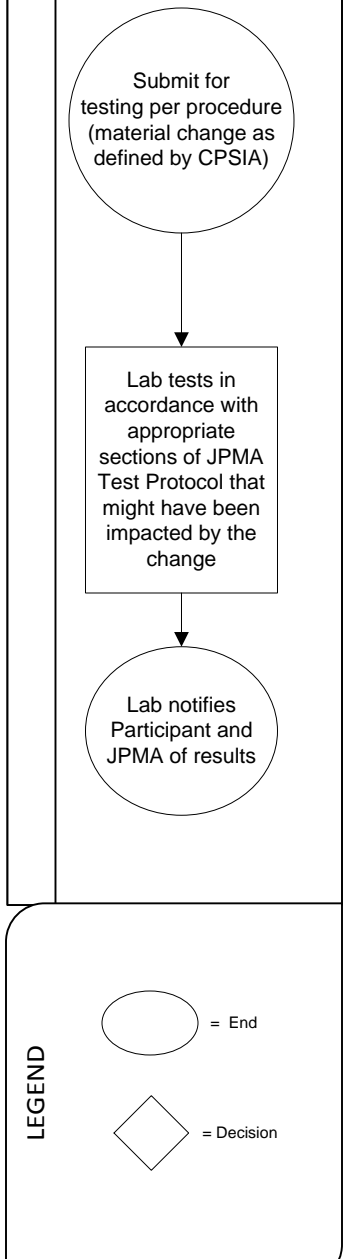 Submit for
testing per procedure
(material change as
defined by CPSIA)
Lab tests in
accordance with
appropriate
sections of JPMA
Test Protocol that
might have been
impacted by the
change
Lab notifies
Participant and
JPMA of results
LEGEND
= End
= Decision